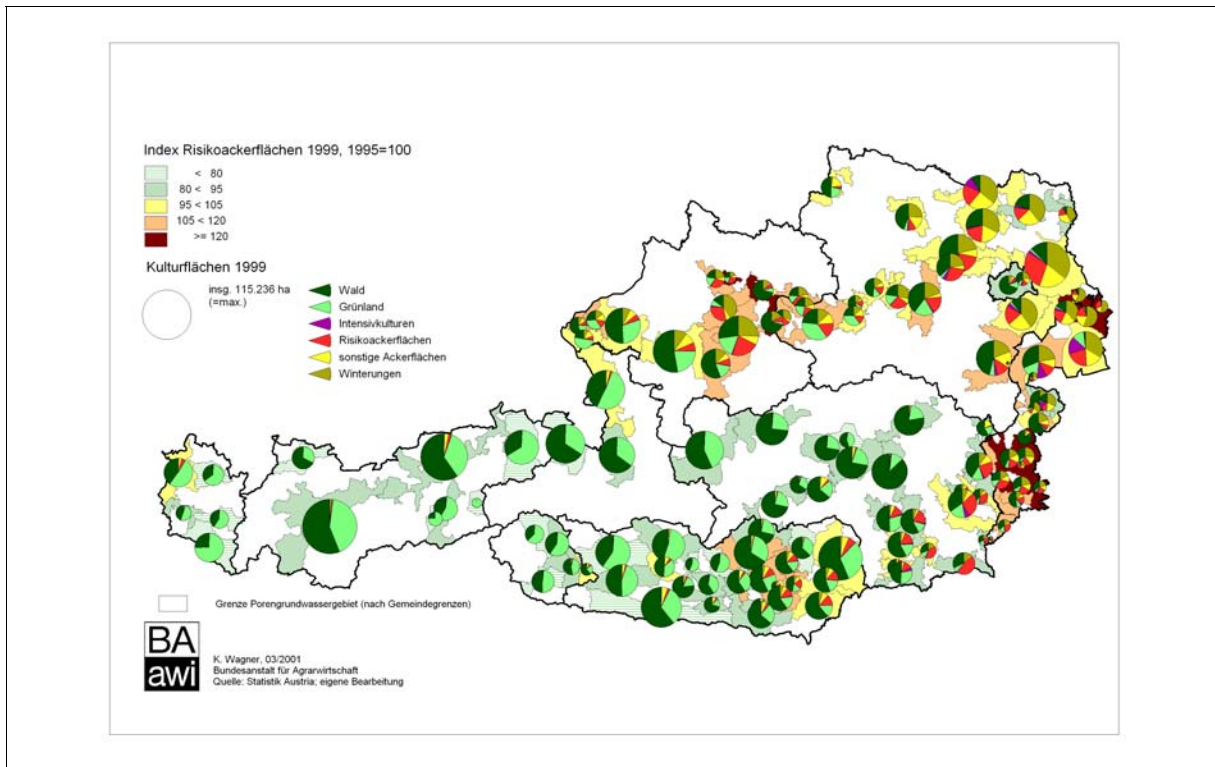 Index Risikoackerflächen 1999, 1995=100
< 80
80 < 95
95 < 105
105 < 120
>= 120
Kulturflächen 1999
insg. 115.236 ha
(=max.)
Wald
Grünland
Intensivkulturen
Risikoackerflächen
sonstige Ackerflächen
Winterungen
Grenze Porengrundwassergebiet (nach Gemeindegrenzen)
BA
awi
K. Wagner, 03/2001
Bundesanstalt für Agrarwirtschaft
Quelle: Statistik Austria; eigene Bearbeitung